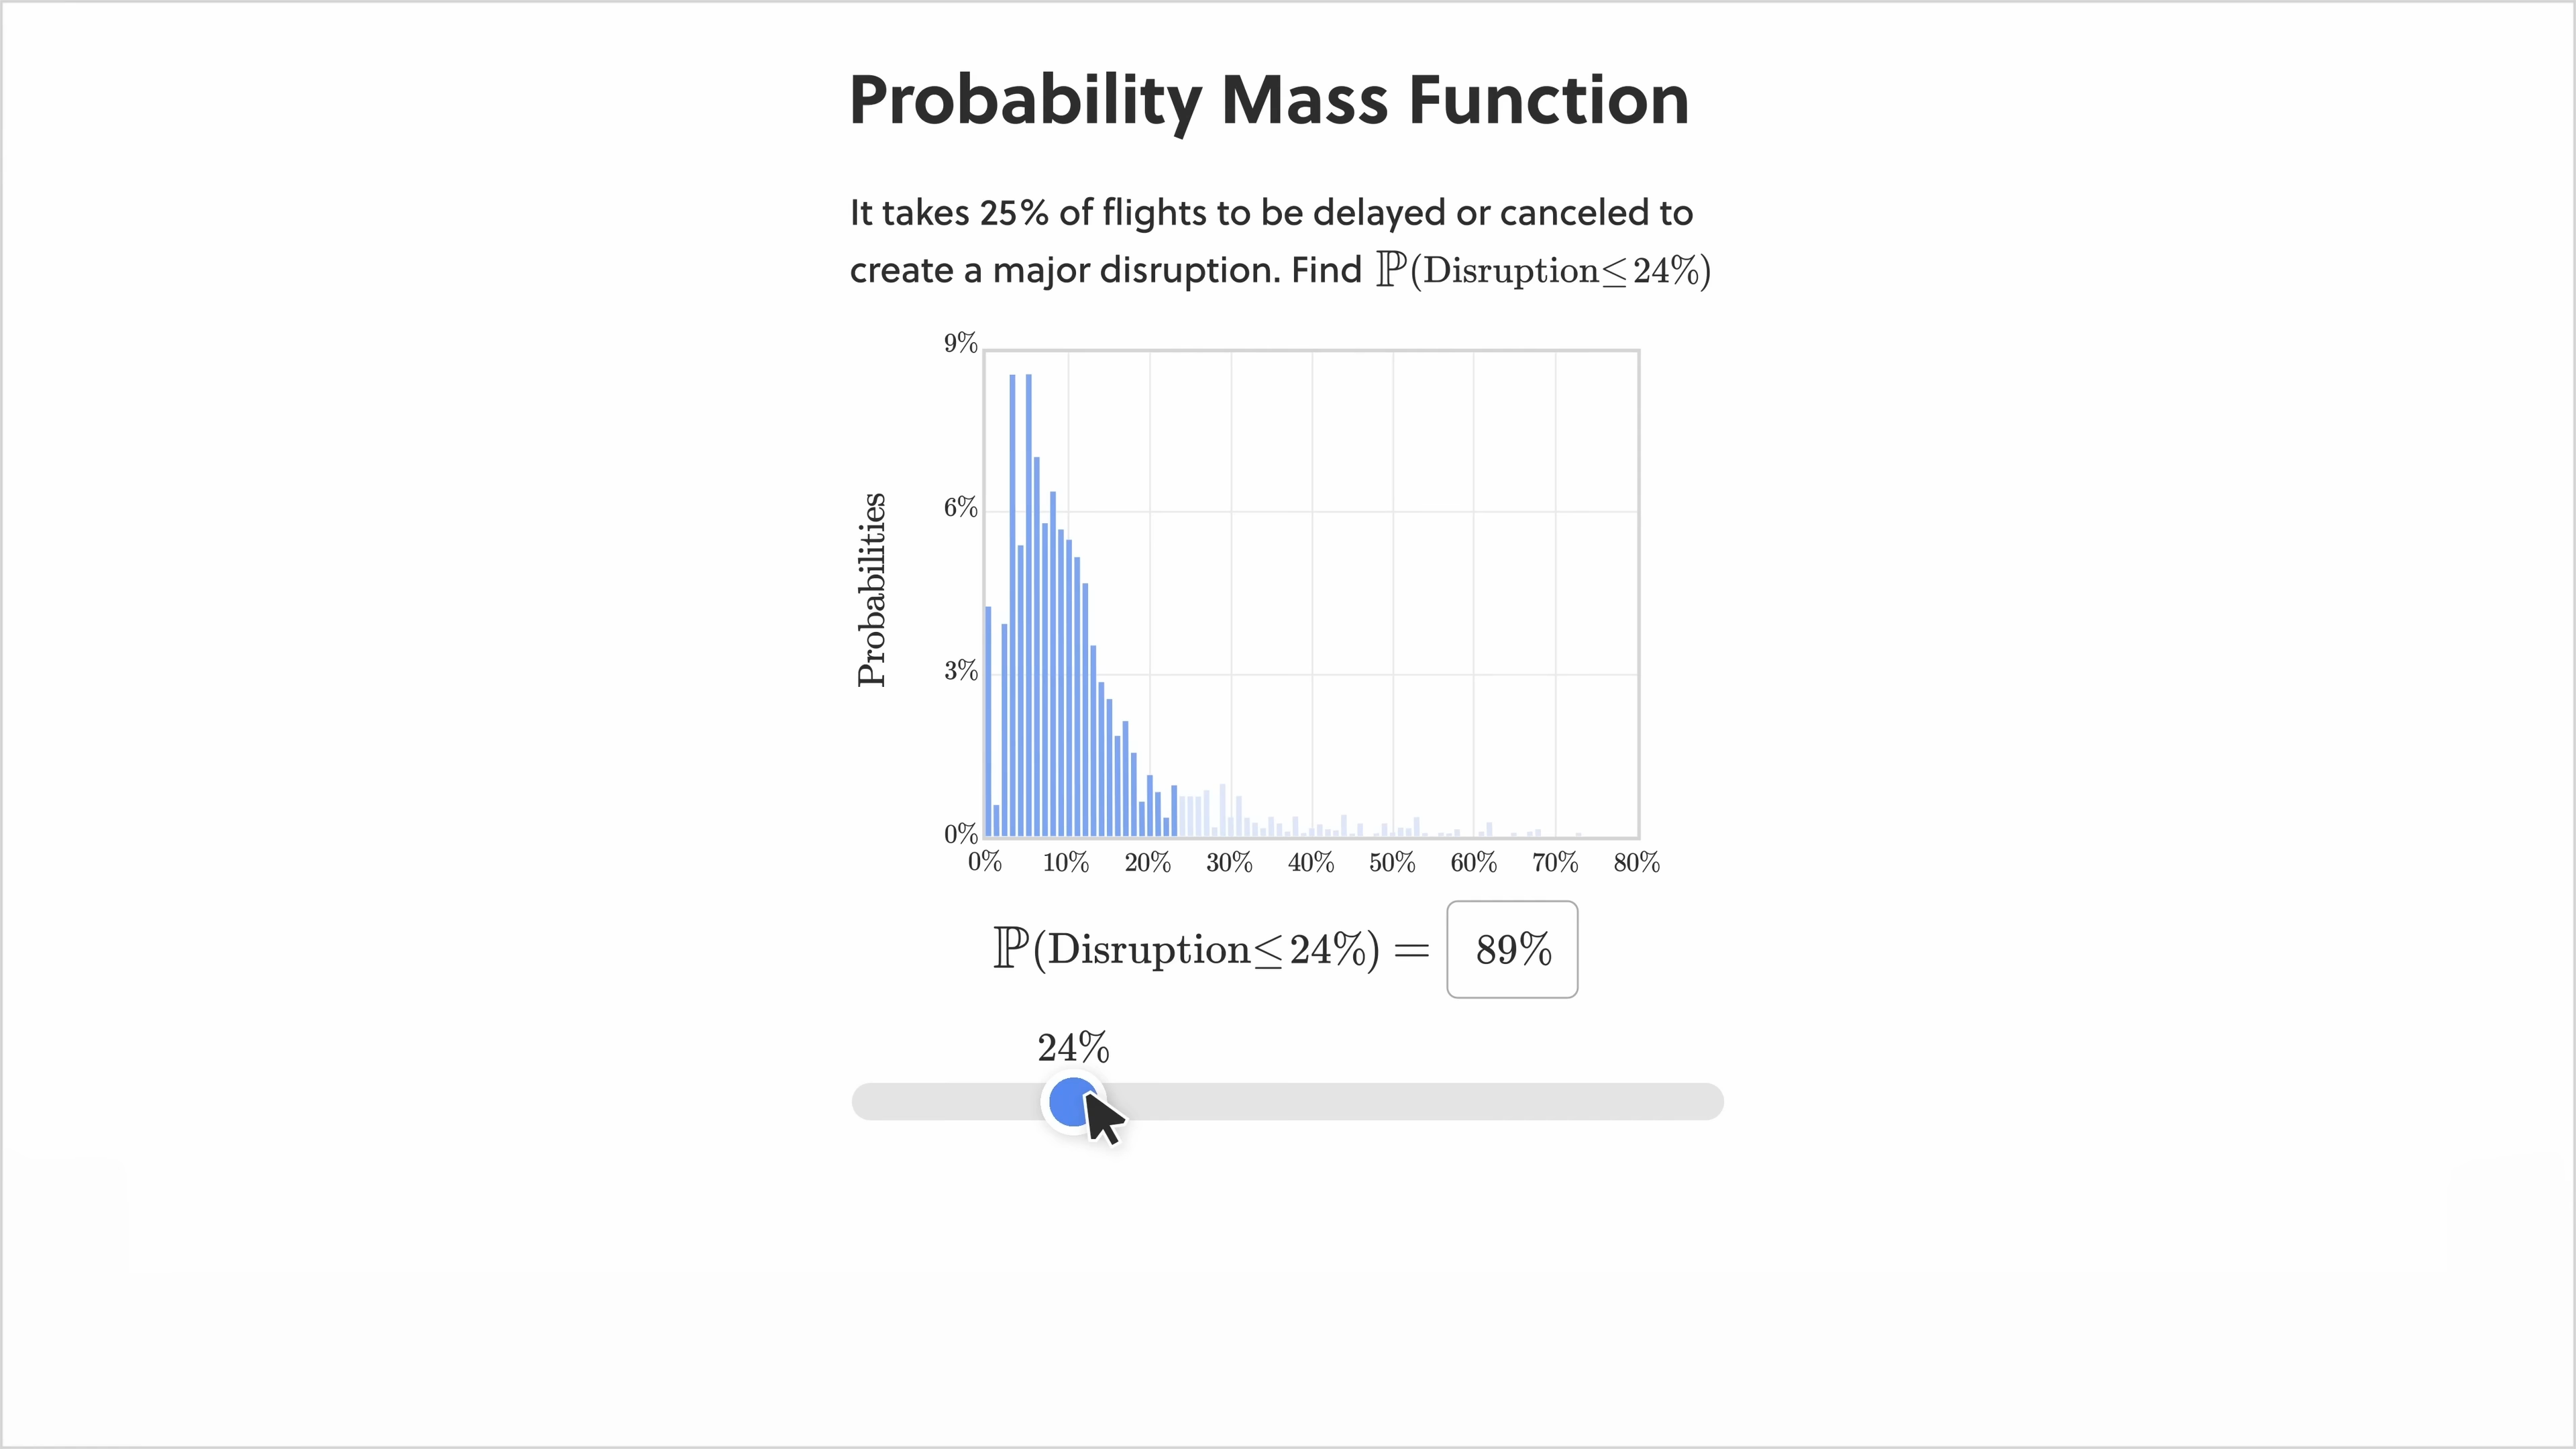 Probability Mass Function
It takes 25% of flights to be delayed or canceled to
create a major disruption. Find ℙ(Disruption≤24%)
9%
6%
3%
0%
Probabilities
0% 10% 20% 30% 40% 50% 60% 70% 80%
ℙ(Disruption≤24%) = 89%
24%